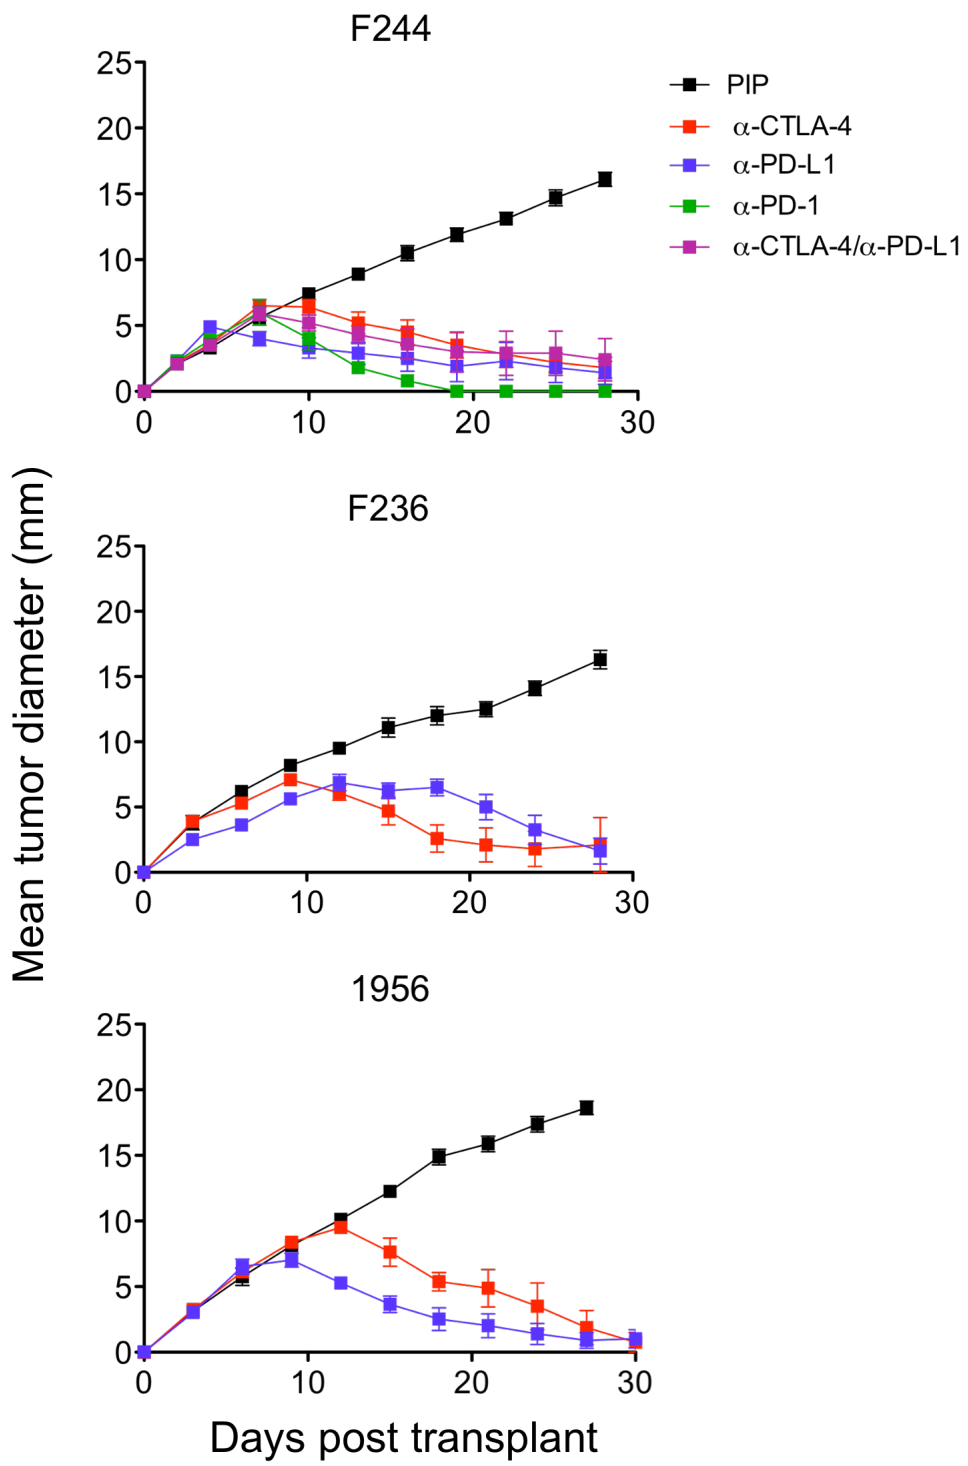 F244
25
20
15
10
5
0
0 10 20 30
PIP
α-CTLA-4
α-PD-L1
α-PD-1
α-CTLA-4/α-PD-L1
Mean tumor diameter (mm)
F236
25
20
15
10
5
0
0 10 20 30
1956
25
20
15
10
5
0
0 10 20 30
Days post transplant